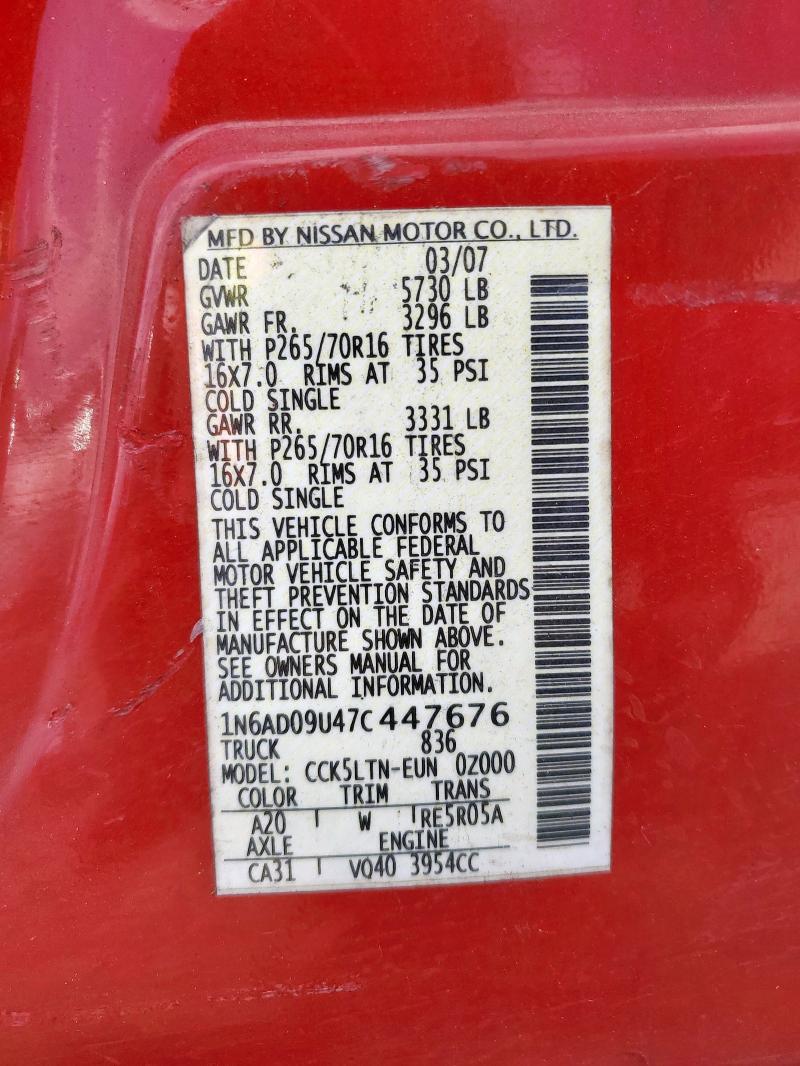 MFD BY NISSAN MOTOR CO., LTD.
DATE 03/07
GVWR 5730 LB
GAWR FR. 3296 LB
WITH P265/70R16 TIRES
16X7.0 RIMS AT 35 PSI
COLD SINGLE
GAWR RR. 3331 LB
WITH P265/70R16 TIRES
16X7.0 RIMS AT 35 PSI
COLD SINGLE
THIS VEHICLE CONFORMS TO
ALL APPLICABLE FEDERAL
MOTOR VEHICLE SAFETY AND
THEFT PREVENTION STANDARDS
IN EFFECT ON THE DATE OF
MANUFACTURE SHOWN ABOVE.
SEE OWNERS MANUAL FOR
ADDITIONAL INFORMATION.
1N6AD09U47C447676
TRUCK 836
MODEL: CCK5LTN-EUN 0Z000
COLOR TRIM TRANS
A20 W RE5R05A
AXLE ENGINE
CA31 VQ40 3954CC